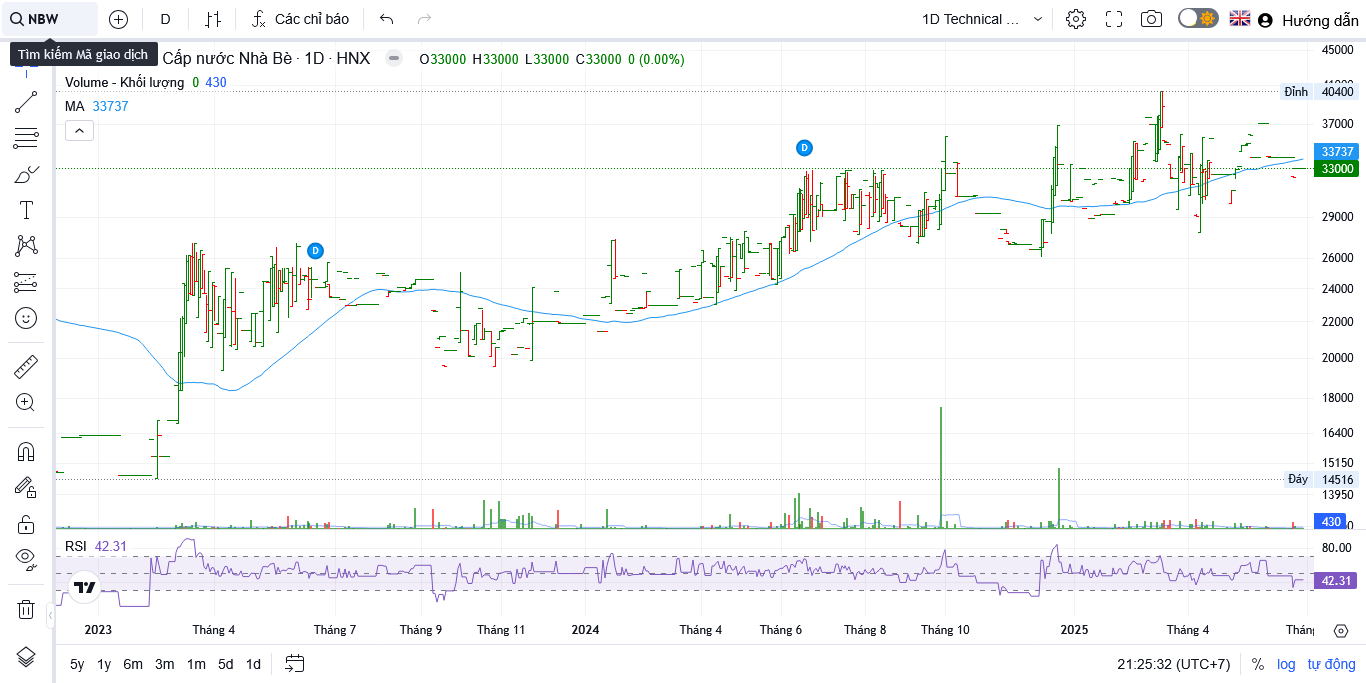 NBW
D
Các chỉ báo
1D Technical ...
Hướng dẫn
Tìm kiếm Mã giao dịch
Cấp nước Nhà Bè · 1D · HNX
O33000 H33000 L33000 C33000 0 (0.00%)
Volume - Khối lượng 0 430
MA 33737
D
D
45000
Đỉnh 40400
37000
33737
33000
29000
26000
24000
22000
20000
18000
16400
15150
Đáy 14516
13950
430
RSI 42.31
80.00
42.31
2023
Tháng 4
Tháng 7
Tháng 9
Tháng 11
2024
Tháng 4
Tháng 6
Tháng 8
Tháng 10
2025
Tháng 4
5y 1y 6m 3m 1m 5d 1d
21:25:32 (UTC+7)
% log tự động